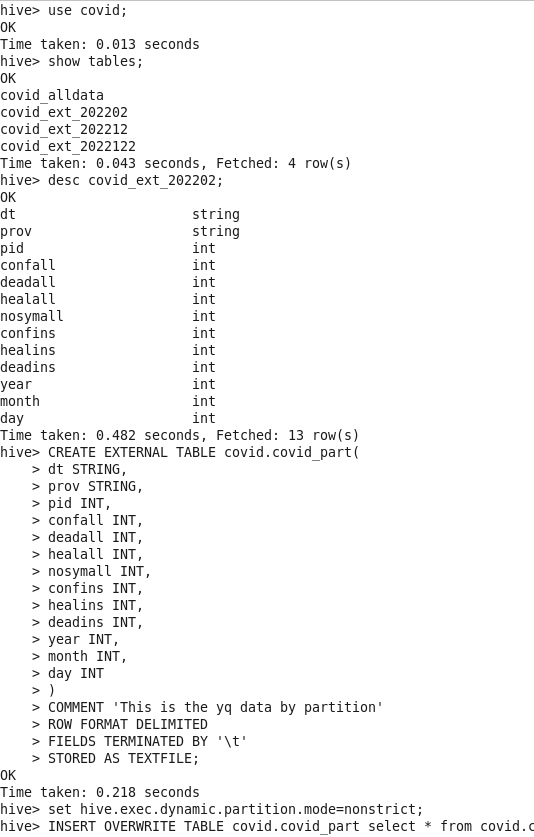 hive> use covid;
OK
Time taken: 0.013 seconds
hive> show tables;
OK
covid_alldata
covid_ext_202202
covid_ext_202212
covid_ext_2022122
Time taken: 0.043 seconds, Fetched: 4 row(s)
hive> desc covid_ext_202202;
OK
dt                  	string
prov                	string
pid                 	int
confall             	int
deadall             	int
healall             	int
nosymall            	int
confins             	int
healins             	int
deadins             	int
year                	int
month               	int
day                 	int
Time taken: 0.482 seconds, Fetched: 13 row(s)
hive> CREATE EXTERNAL TABLE covid.covid_part(
    > dt STRING,
    > prov STRING,
    > pid INT,
    > confall INT,
    > deadall INT,
    > healall INT,
    > nosymall INT,
    > confins INT,
    > healins INT,
    > deadins INT,
    > year INT,
    > month INT,
    > day INT
    > )
    > COMMENT 'This is the yq data by partition'
    > ROW FORMAT DELIMITED
    > FIELDS TERMINATED BY '\t'
    > STORED AS TEXTFILE;
OK
Time taken: 0.218 seconds
hive> set hive.exec.dynamic.partition.mode=nonstrict;
hive> INSERT OVERWRITE TABLE covid.covid_part select * from covid.c